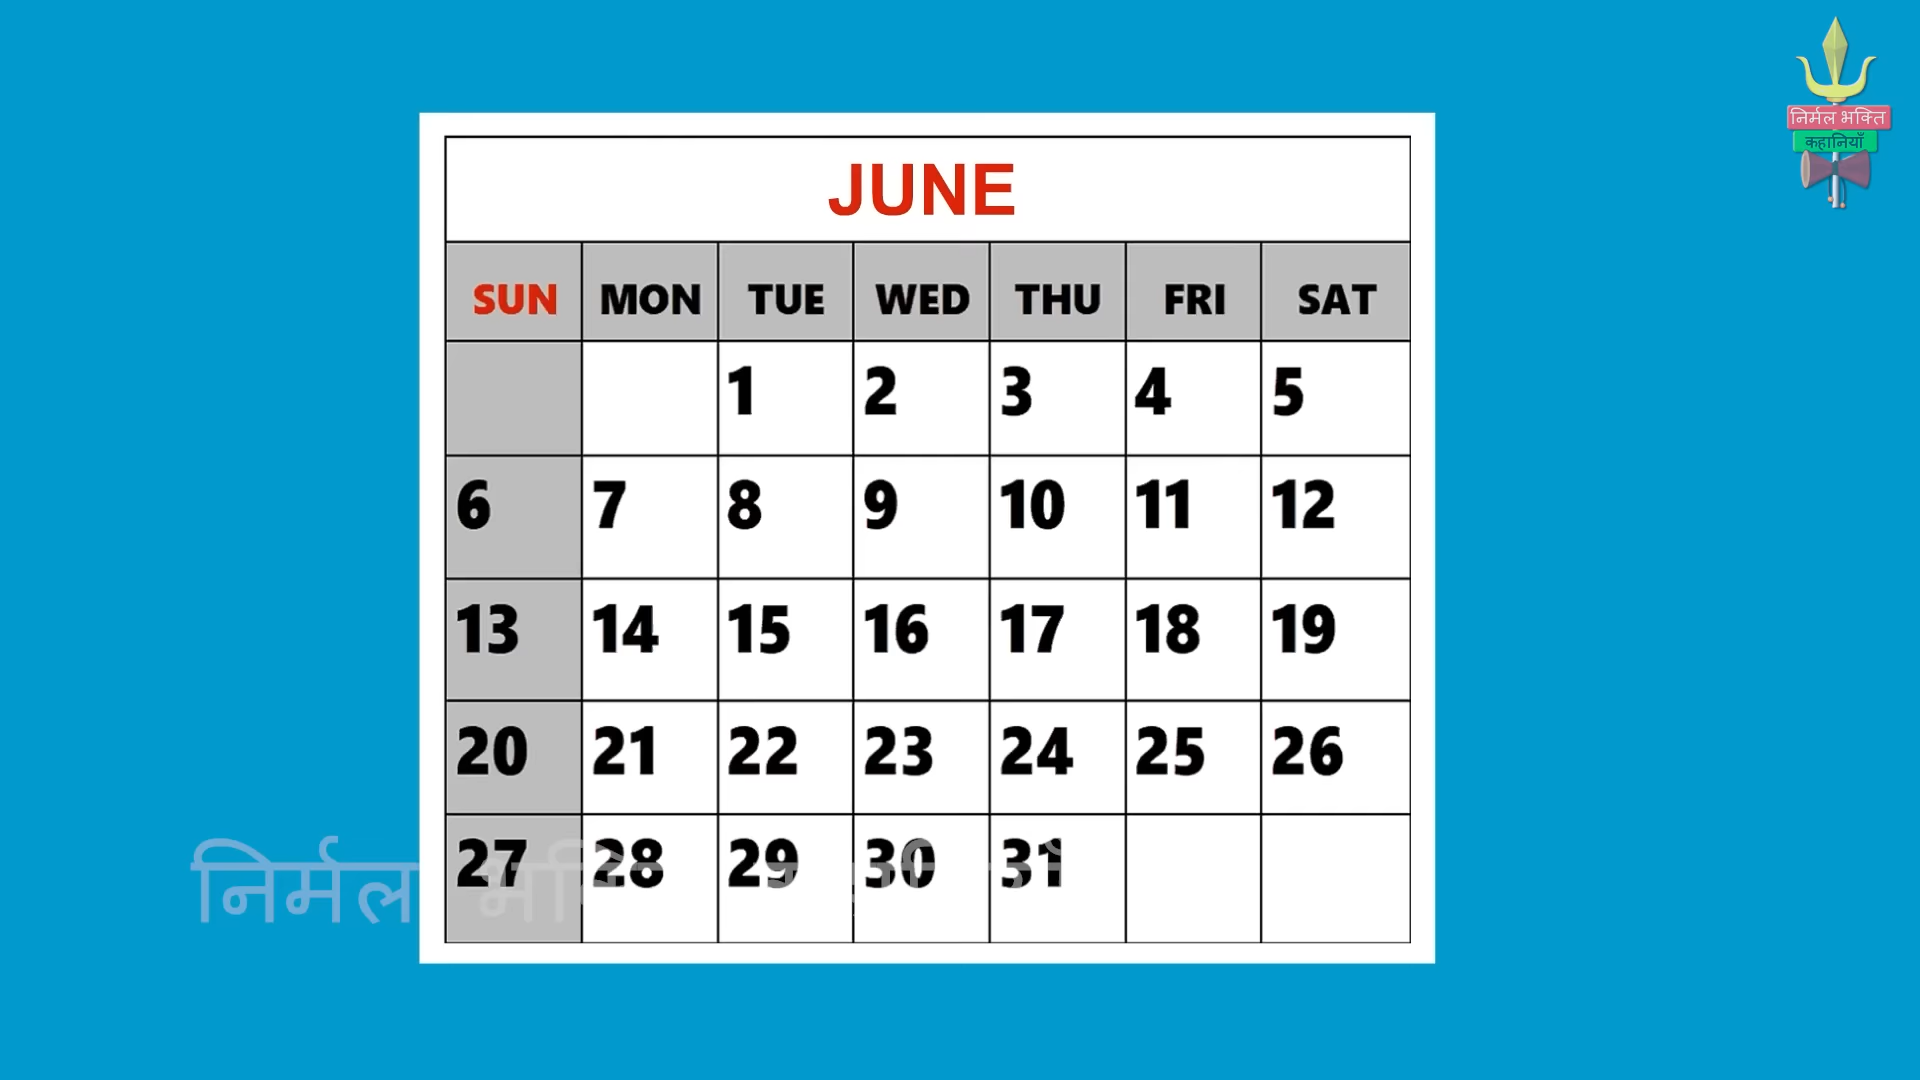 निर्मल भक्ति
कहानियाँ
JUNE
SUN MON TUE WED THU FRI SAT
1 2 3 4 5
6 7 8 9 10 11 12
13 14 15 16 17 18 19
20 21 22 23 24 25 26
27 28 29 30 31
निर्मल